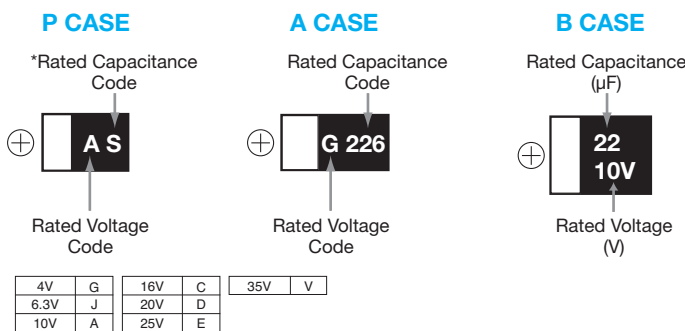 P CASE
A CASE
B CASE
*Rated Capacitance
Code
Rated Capacitance
Code
Rated Capacitance
(µF)
A S
G 226
22
10V
Rated Voltage
Code
Rated Voltage
Code
Rated Voltage
(V)
4V G 16V C 35V V
6.3V J 20V D
10V A 25V E